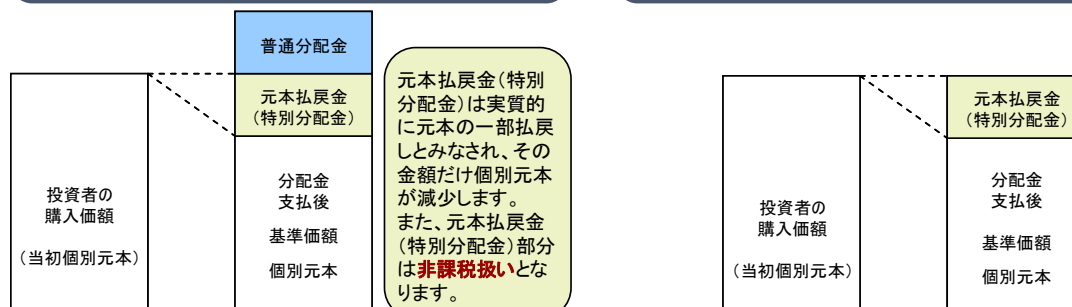 普通分配金
元本払戻金
(特別分配金)
投資者の
購入価額
(当初個別元本)
分配金
支払後
基準価額
個別元本
元本払戻金(特別
分配金)は実質的
に元本の一部払戻
しとみなされ、その
金額だけ個別元本
が減少します。
また、元本払戻金
(特別分配金)部分
は非課税扱いとな
ります。
元本払戻金
(特別分配金)
投資者の
購入価額
(当初個別元本)
分配金
支払後
基準価額
個別元本